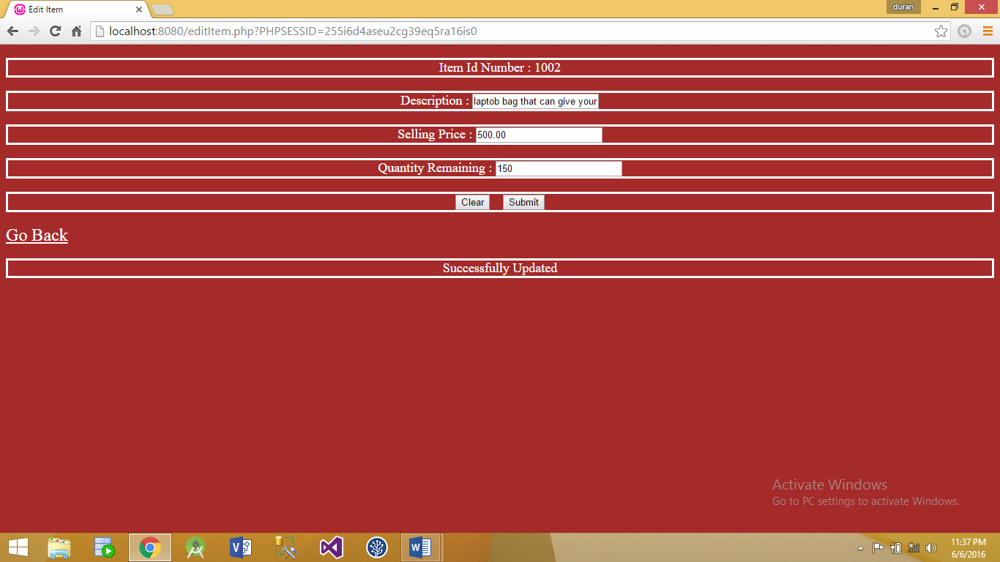 Edit Item
duran
localhost:8080/editItem.php?PHPSESSID=255i6d4aseu2cg39eq5ra16is0
Item Id Number : 1002
Description : laptob bag that can give your
Selling Price : 500.00
Quantity Remaining : 150
Clear Submit
Go Back
Successfully Updated
Activate Windows
Go to PC settings to activate Windows.
11:37 PM
6/6/2016